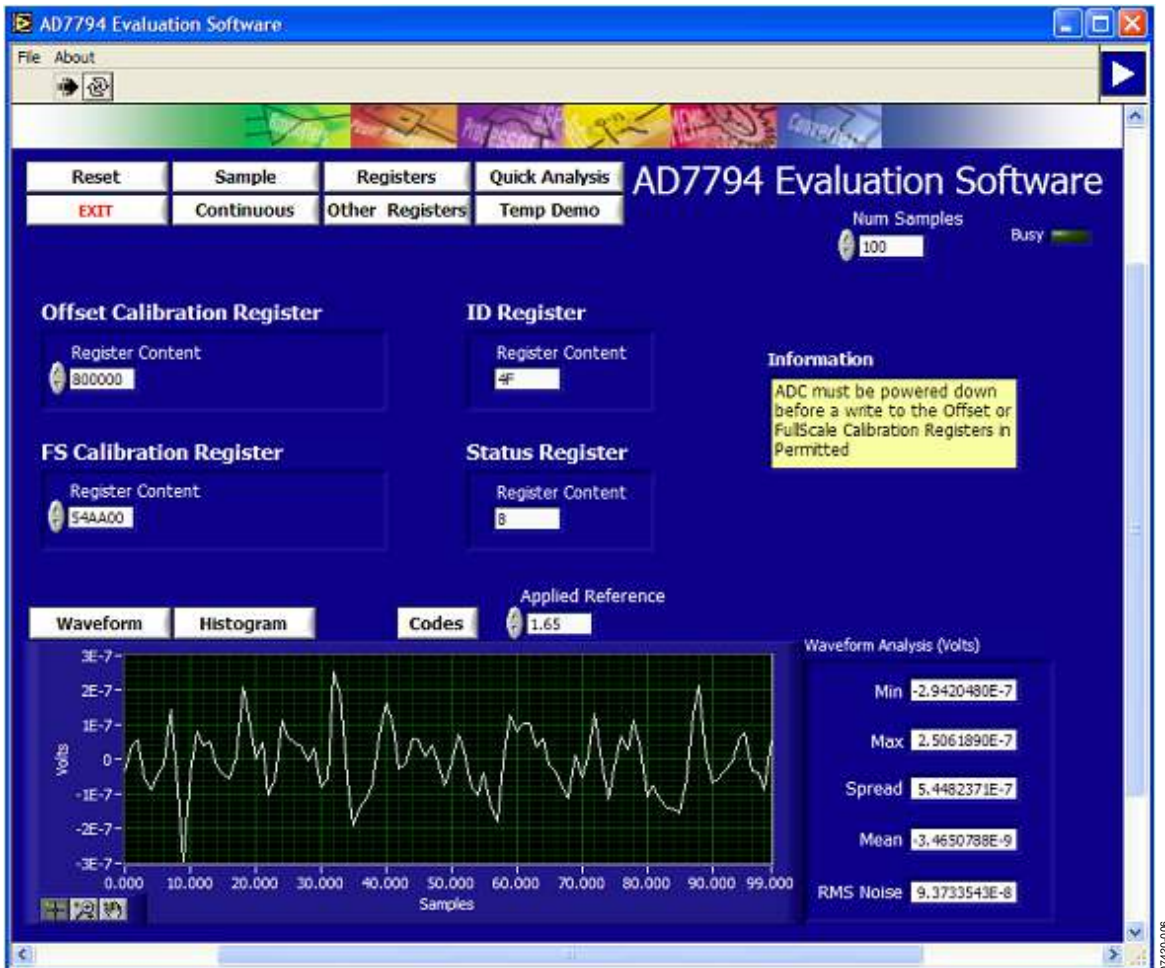 AD7794 Evaluation Software
File About
Reset Sample Registers Quick Analysis
AD7794 Evaluation Software
EXIT Continuous Other Registers Temp Demo
Num Samples
100
Busy
Offset Calibration Register
Register Content
800000
ID Register
Register Content
4F
Information
ADC must be powered down
before a write to the Offset or
FullScale Calibration Registers in
Permitted
FS Calibration Register
Register Content
54AA00
Status Register
Register Content
8
Waveform Histogram Codes
Applied Reference
1.65
3E-7
2E-7
1E-7
0
-1E-7
-2E-7
-3E-7
Volts
0.000 10.000 20.000 30.000 40.000 50.000 60.000 70.000 80.000 90.000 99.000
Samples
Waveform Analysis (Volts)
Min -2.9420480E-7
Max 2.5061890E-7
Spread 5.4482371E-7
Mean -3.4650788E-9
RMS Noise 9.3733543E-8